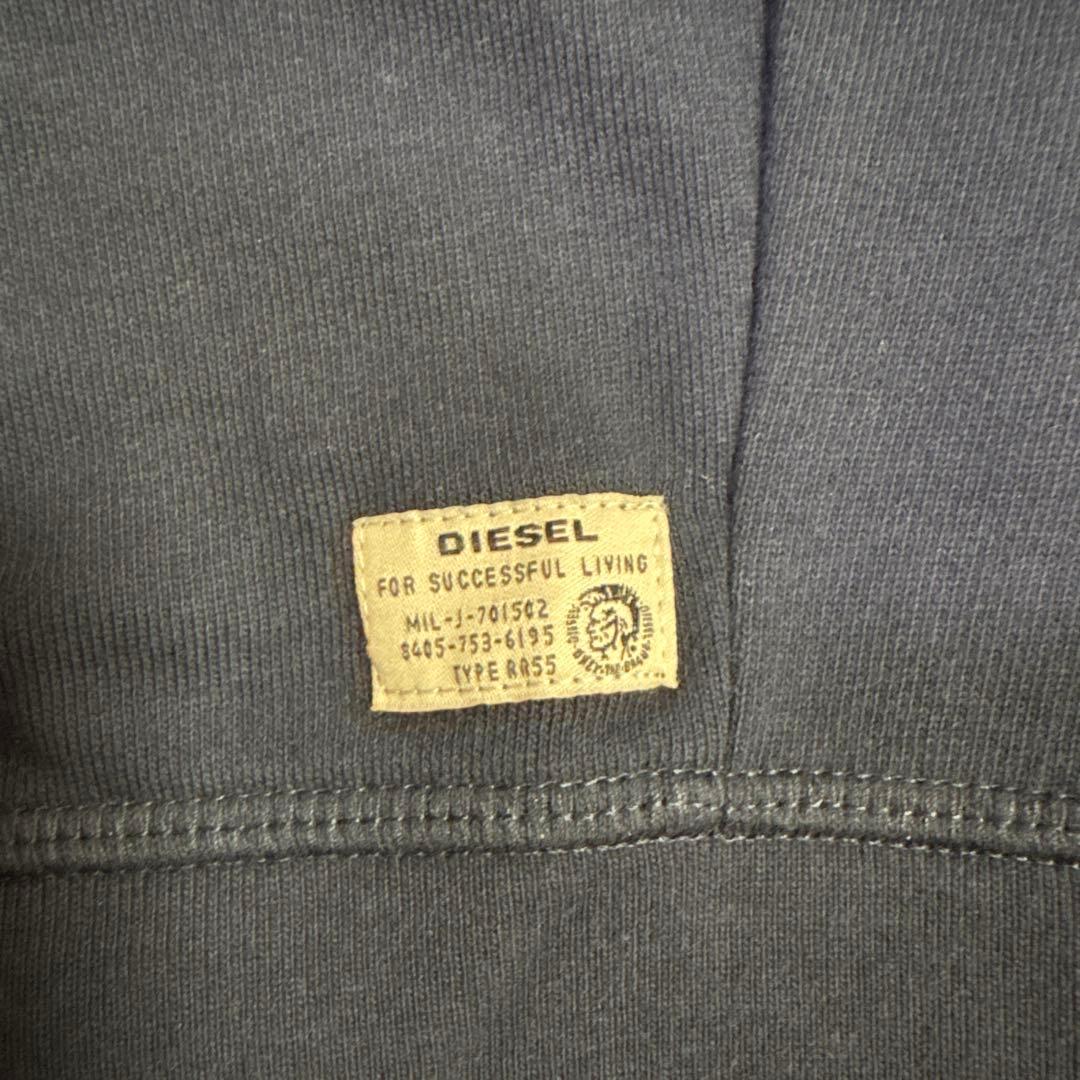 DIESEL
FOR SUCCESSFUL LIVING
MIL-J-701502
8405-753-6195
TYPE RR55